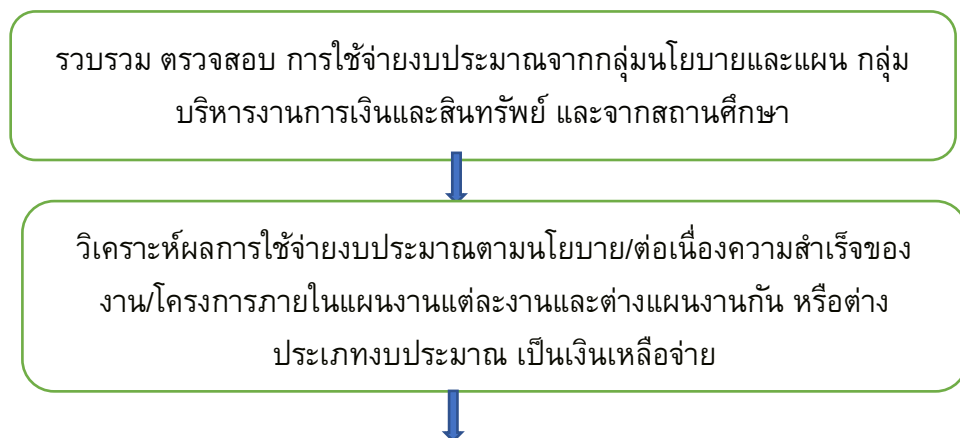 รวบรวม ตรวจสอบ การใช้จ่ายงบประมาณจากกลุ่มนโยบายและแผน กลุ่ม
บริหารงานการเงินและสินทรัพย์ และจากสถานศึกษา
วิเคราะห์ผลการใช้จ่ายงบประมาณตามนโยบาย/ต่อเนื่องความสำเร็จของ
งาน/โครงการภายในแผนงานแต่ละงานและต่างแผนงานกัน หรือต่าง
ประเภทงบประมาณ เป็นเงินเหลือจ่าย